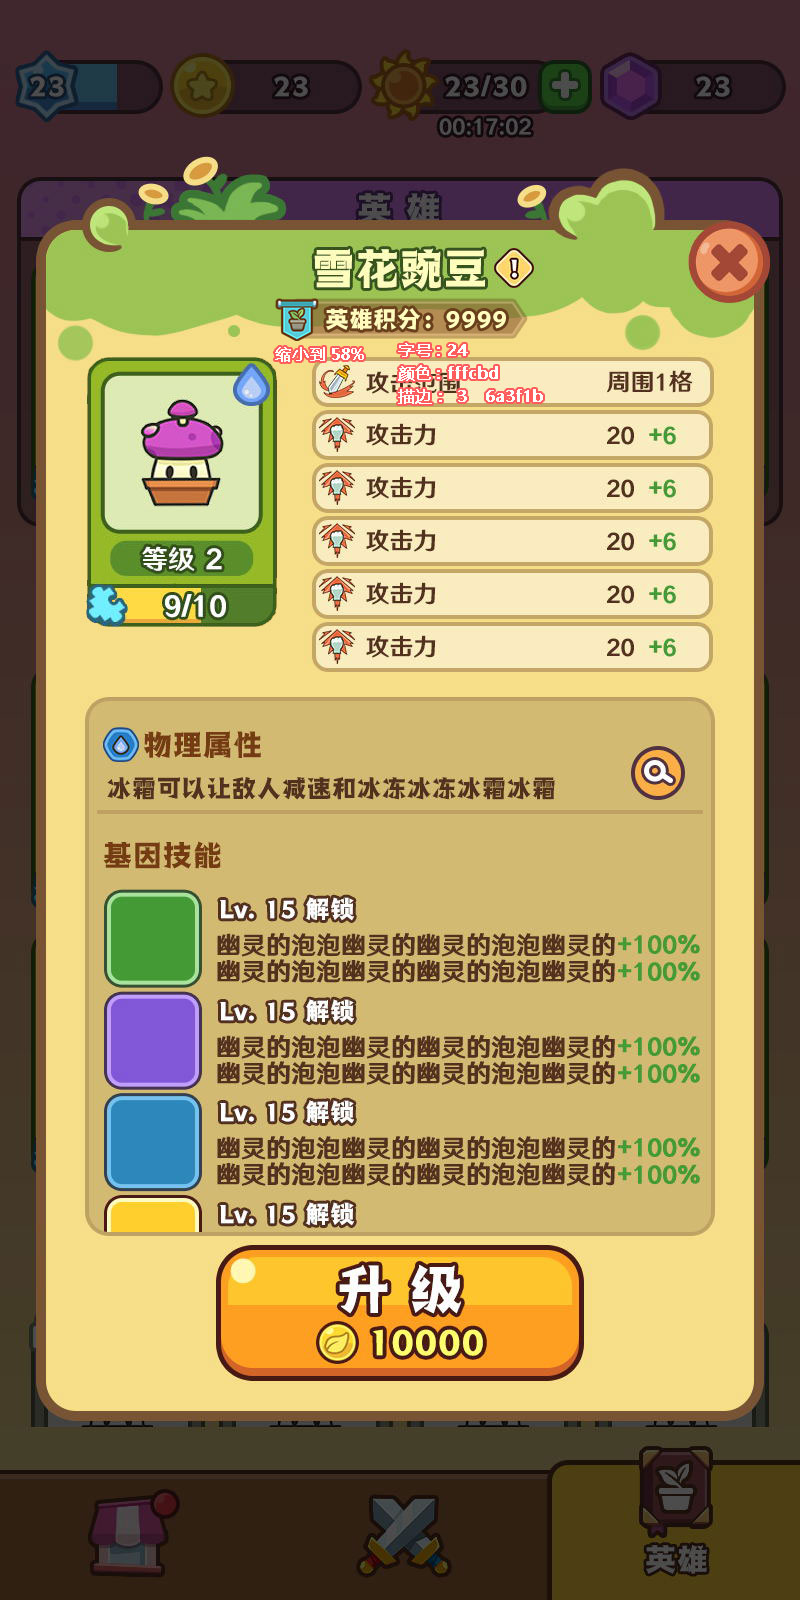 23
23
23/30
23
00:17:02
英 雄
雪花豌豆
英雄积分：9999
缩小到 58%
字号：24
颜色：fffcbd
描边： 3 6a3f1b
攻击范围 周围1格
攻击力 20 +6
攻击力 20 +6
攻击力 20 +6
攻击力 20 +6
攻击力 20 +6
等级 2
9/10
物理属性
冰霜可以让敌人减速和冰冻冰冻冰霜冰霜
基因技能
Lv. 15 解锁
幽灵的泡泡幽灵的幽灵的泡泡幽灵的+100%
幽灵的泡泡幽灵的幽灵的泡泡幽灵的+100%
Lv. 15 解锁
幽灵的泡泡幽灵的幽灵的泡泡幽灵的+100%
幽灵的泡泡幽灵的幽灵的泡泡幽灵的+100%
Lv. 15 解锁
幽灵的泡泡幽灵的幽灵的泡泡幽灵的+100%
幽灵的泡泡幽灵的幽灵的泡泡幽灵的+100%
Lv. 15 解锁
升 级
10000
英雄